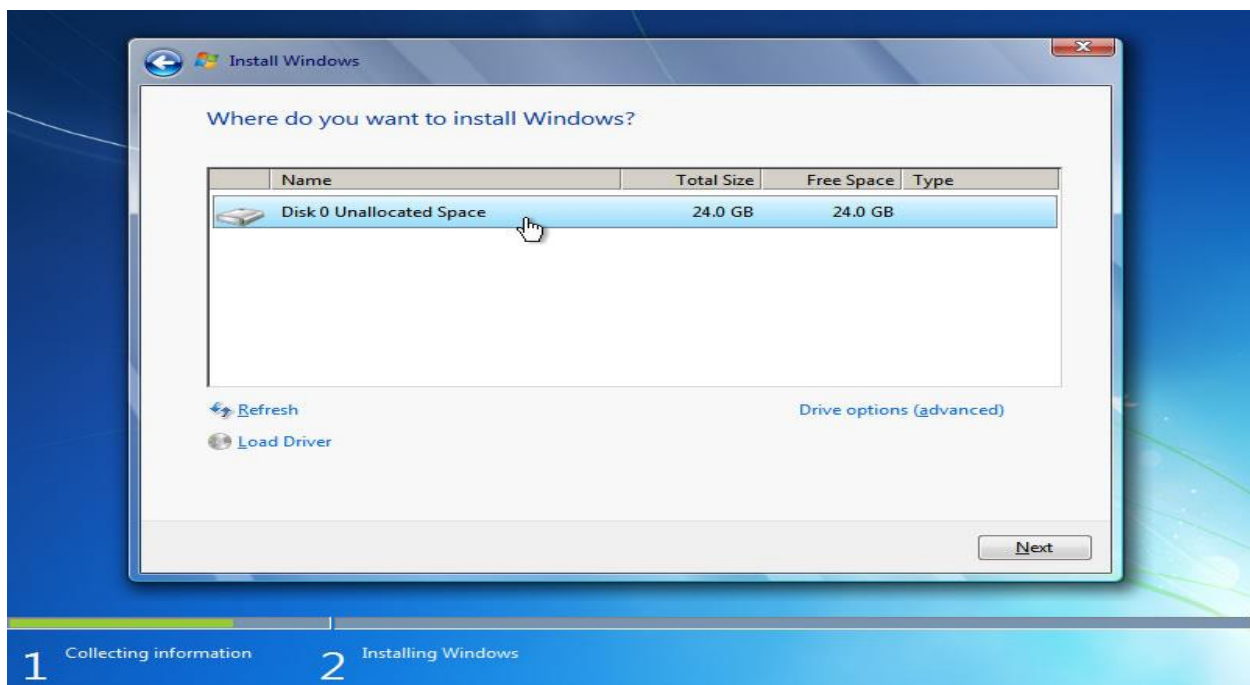 Install Windows
Where do you want to install Windows?
Name Total Size Free Space Type
Disk 0 Unallocated Space 24.0 GB 24.0 GB
Refresh Drive options (advanced)
Load Driver
Next
1 Collecting information 2 Installing Windows